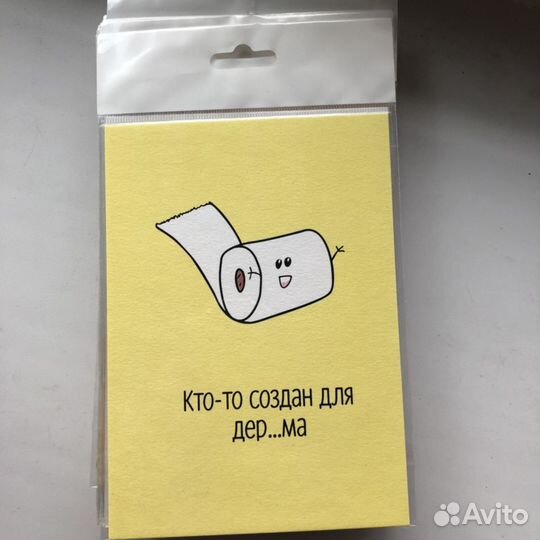 Кто-то создан для
дер...ма
Avito